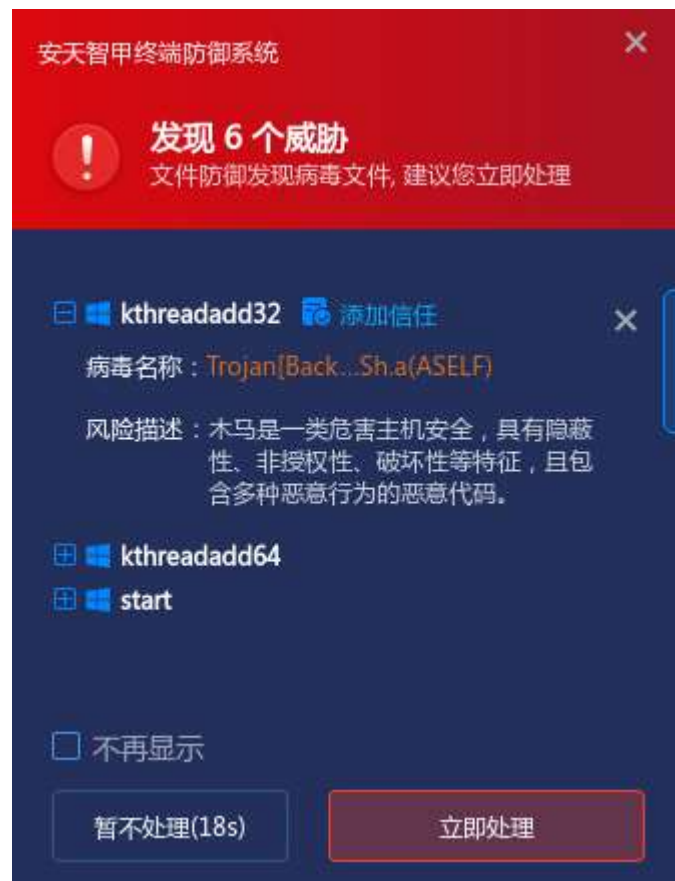 安天智甲终端防御系统
发现 6 个威胁
文件防御发现病毒文件, 建议您立即处理
kthreadadd32 添加信任
病毒名称：Trojan[Back...Sh.a(ASELF)
风险描述：木马是一类危害主机安全，具有隐蔽
性、非授权性、破坏性等特征，且包
含多种恶意行为的恶意代码。
kthreadadd64
start
不再显示
暂不处理(18s) 立即处理